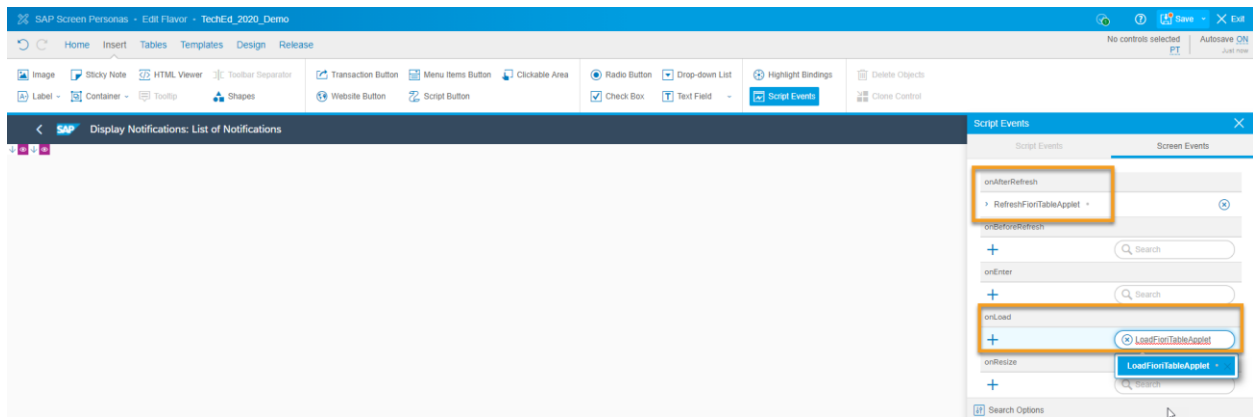 SAP Screen Personas - Edit Flavor - TechEd_2020_Demo
Save
Exit
Home Insert Tables Templates Design Release
No controls selected
PT
Autosave ON
Just now
Image Sticky Note HTML Viewer Toolbar Separator Transaction Button Menu Items Button Clickable Area Radio Button Drop-down List Highlight Bindings Delete Objects
Label Container Tooltip Shapes Website Button Script Button Check Box Text Field Script Events Clone Control
SAP Display Notifications: List of Notifications
Script Events
Script Events Screen Events
onAfterRefresh
RefreshFioriTableApplet
onBeforeRefresh
Search
onEnter
Search
onLoad
LoadFioriTableApplet
onResize
LoadFioriTableApplet
Search
Search Options